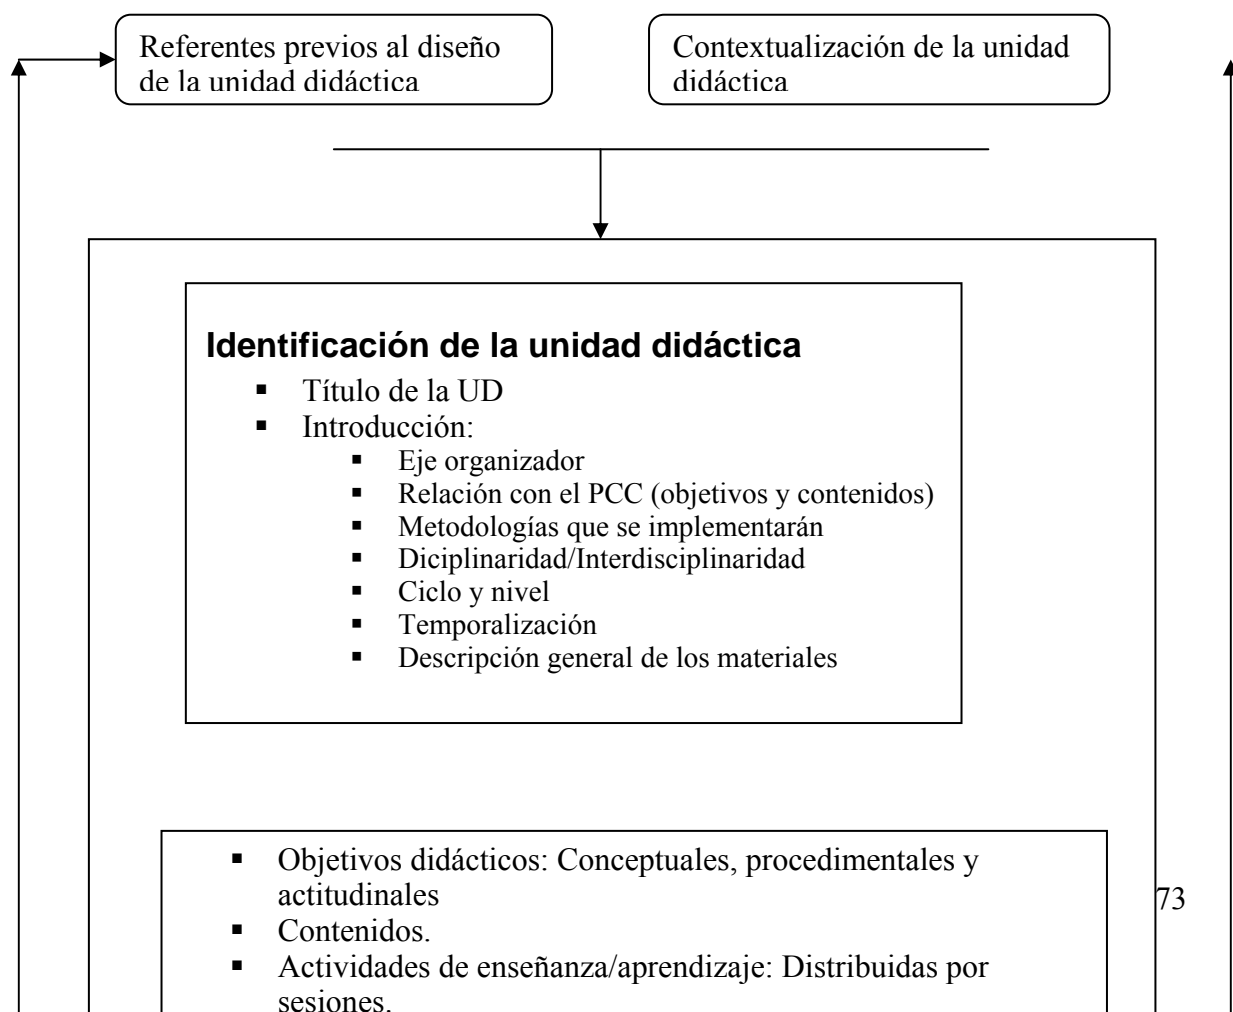 Referentes previos al diseño
de la unidad didáctica
Contextualización de la unidad
didáctica
Identificación de la unidad didáctica
▪ Título de la UD
▪ Introducción:
▪ Eje organizador
▪ Relación con el PCC (objetivos y contenidos)
▪ Metodologías que se implementarán
▪ Diciplinaridad/Interdisciplinaridad
▪ Ciclo y nivel
▪ Temporalización
▪ Descripción general de los materiales
▪ Objetivos didácticos: Conceptuales, procedimentales y
actitudinales
73
▪ Contenidos.
▪ Actividades de enseñanza/aprendizaje: Distribuidas por
sesiones.